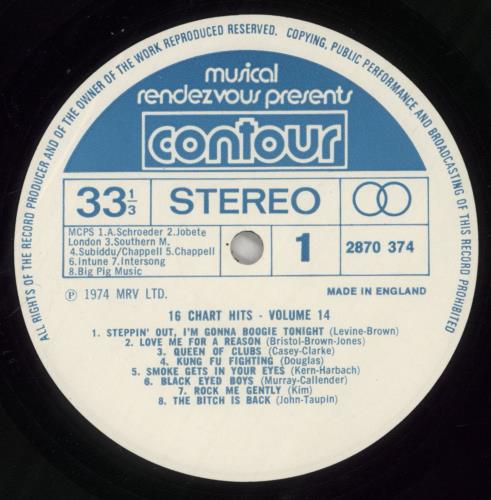 ALL RIGHTS OF THE RECORD PRODUCER AND OF THE OWNER OF THE WORK REPRODUCED RESERVED. COPYING, PUBLIC PERFORMANCE AND BROADCASTING OF THIS RECORD PROHIBITED
musical
rendezvous presents
contour
33 1/3 STEREO
MCPS 1.A.Schroeder 2.Jobete
London 3.Southern M.
4.Subiddu/Chappell 5.Chappell
6.Intune 7.Intersong
8.Big Pig Music
1
2870 374
Ⓟ 1974 MRV LTD.
MADE IN ENGLAND
16 CHART HITS - VOLUME 14
1. STEPPIN' OUT, I'M GONNA BOOGIE TONIGHT (Levine-Brown)
2. LOVE ME FOR A REASON (Bristol-Brown-Jones)
3. QUEEN OF CLUBS (Casey-Clarke)
4. KUNG FU FIGHTING (Douglas)
5. SMOKE GETS IN YOUR EYES (Kern-Harbach)
6. BLACK EYED BOYS (Murray-Callender)
7. ROCK ME GENTLY (Kim)
8. THE BITCH IS BACK (John-Taupin)